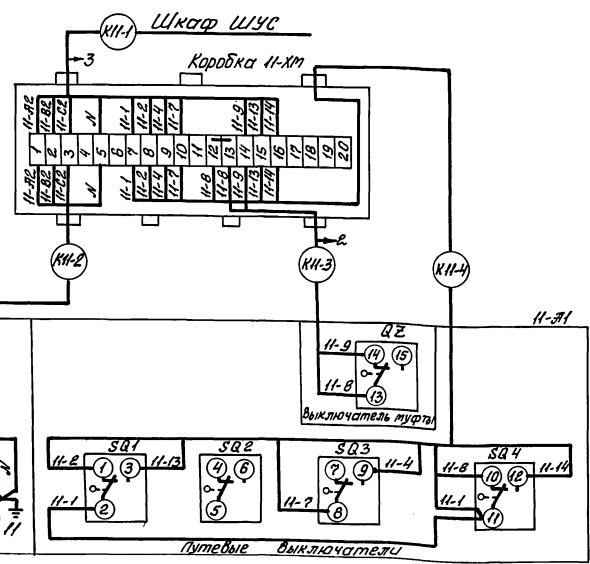 К11-1 Шкаф ШУС
3
Коробка 11-ХТ
11-А2 11-В2 11-С2 N 11-1 11-2 11-4 11-7 11-9 11-13 11-14
1 2 3 4 5 6 7 8 9 10 11 12 13 14 15 16 17 18 19 20
11-А2 11-В2 11-С2 N 11-1 11-2 11-4 11-7 11-8 11-8 11-9 11-13 11-14
2
К11-2 К11-3 К11-4
11-П1
QZ
11-9 14 15
11-8 13
Выключатель муфты
SQ1 SQ2 SQ3 SQ4
11-2 1 3 11-13 4 6 7 9 11-4 11-8 10 12 11-14
11-1 2 5 11-7 8 11-1 11
N
11
Путевые выключатели